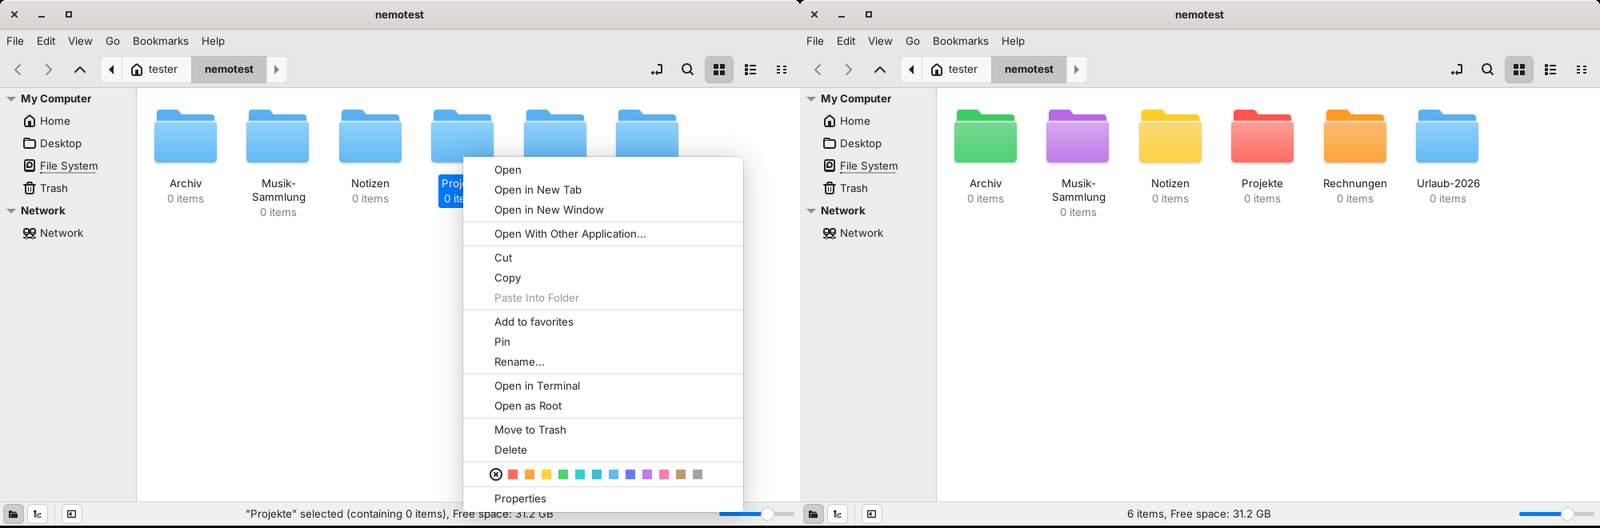 nemotest
File Edit View Go Bookmarks Help
tester nemotest
My Computer
Home
Desktop
File System
Trash
Network
Network
Archiv
0 items
Musik-
Sammlung
0 items
Notizen
0 items
Open
Open in New Tab
Open in New Window
Open With Other Application...
Cut
Copy
Paste Into Folder
Add to favorites
Pin
Rename...
Open in Terminal
Open as Root
Move to Trash
Delete
Properties
"Projekte" selected (containing 0 items), Free space: 31.2 GB
nemotest
File Edit View Go Bookmarks Help
tester nemotest
My Computer
Home
Desktop
File System
Trash
Network
Network
Archiv
0 items
Musik-
Sammlung
0 items
Notizen
0 items
Projekte
0 items
Rechnungen
0 items
Urlaub-2026
0 items
6 items, Free space: 31.2 GB